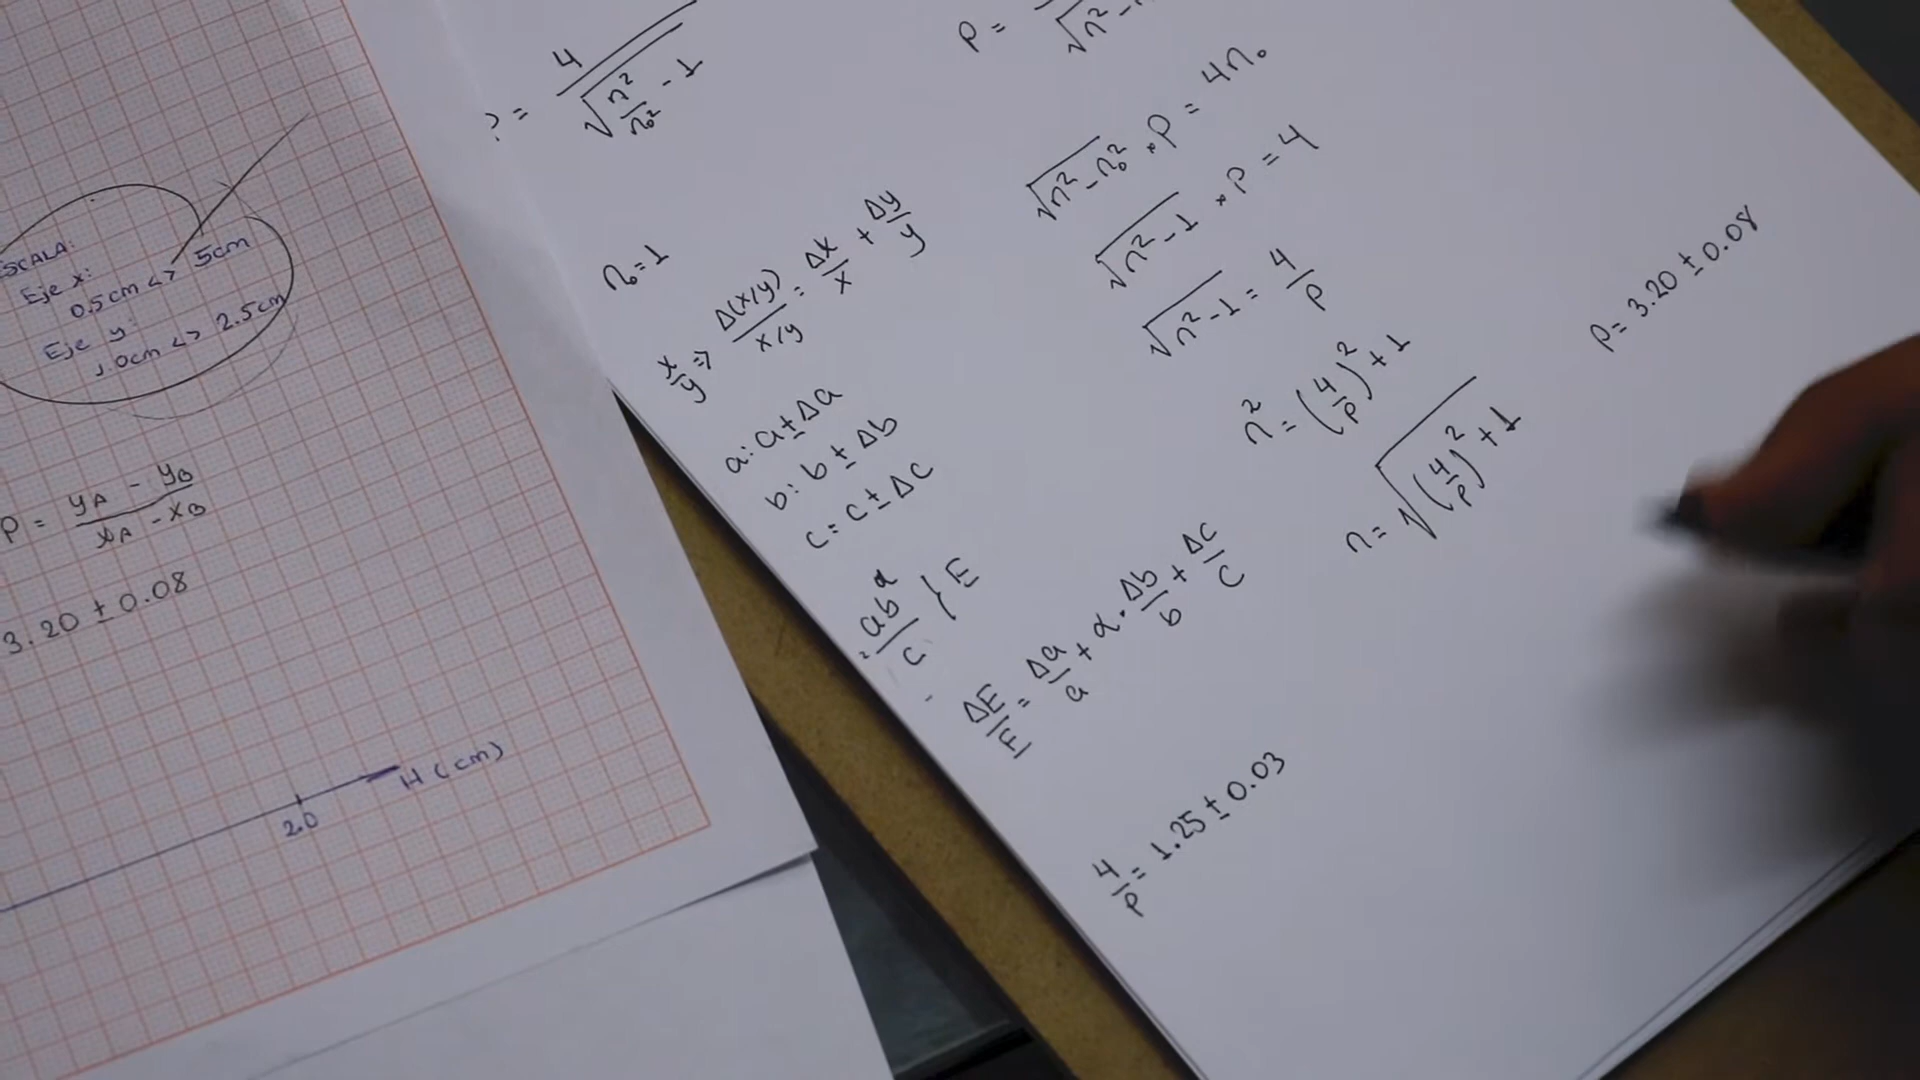 ESCALA:
Eje x:
0.5cm <> 5cm
Eje y:
1.0cm <> 2.5cm
P = (yA - yB)/(xA - xB)
3.20 ± 0.08
H (cm)
20
= 4/√(n²/n₀² - 1)
n₀ = 1
x/y => Δ(x/y)/(x/y) = Δx/x + Δy/y
a: a ± Δa
b: b ± Δb
c = c ± Δc
ab^α/c } E
ΔE/E = Δa/a + α · Δb/b + Δc/c
4/P = 1.25 ± 0.03
P =
√n² -
√n² - n₀² · P = 4n₀
√n² - 1 · P = 4
√n² - 1 = 4/P
n² = (4/P)² + 1
n = √(4/P)² + 1
P = 3.20 ± 0.08